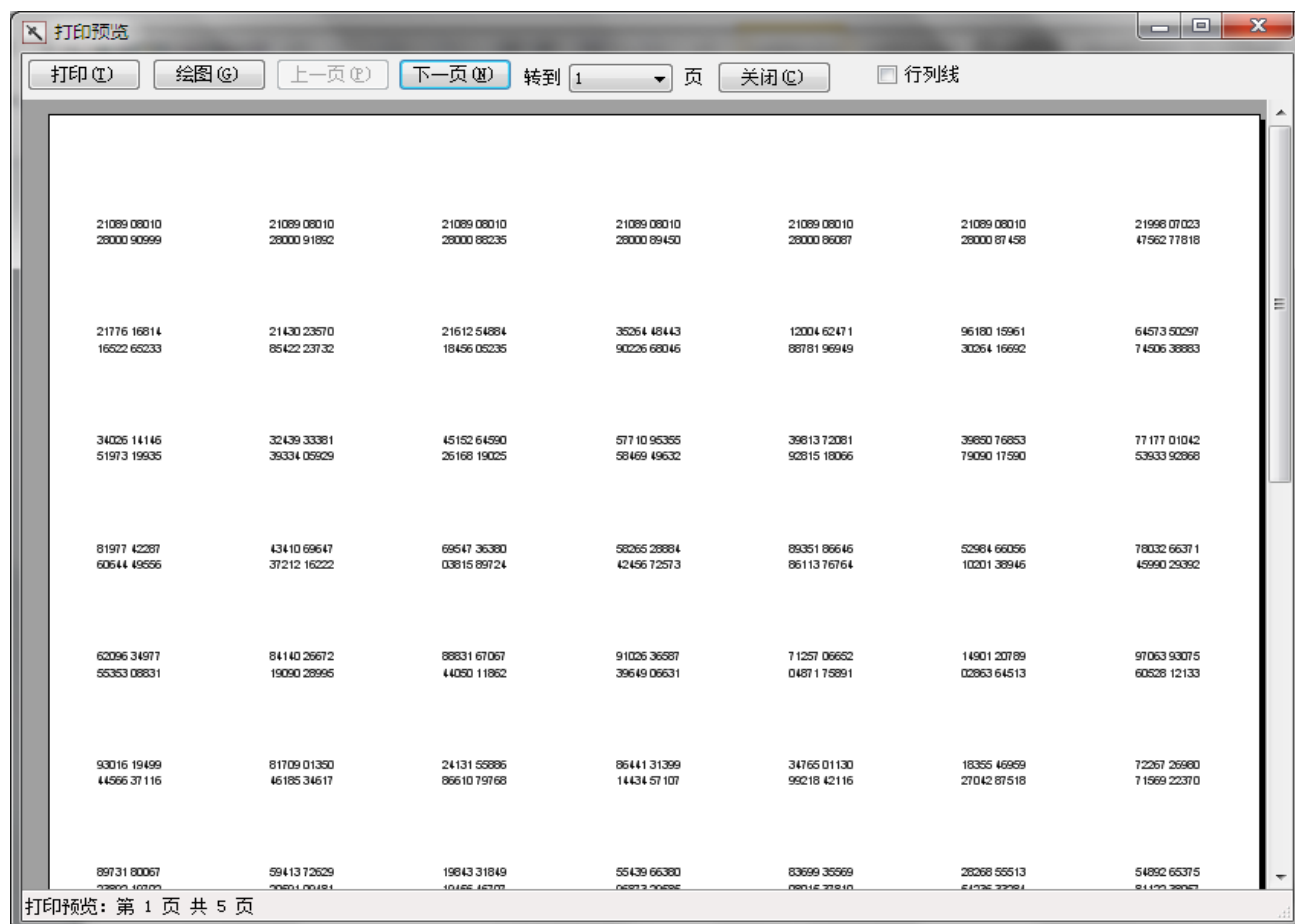 打印预览
打印(T) 绘图(G) 上一页(P) 下一页(N) 转到 1 页 关闭(C) 行列线
21089 08010 21089 08010 21089 08010 21089 08010 21089 08010 21089 08010 21998 07023
28000 90999 28000 91892 28000 88235 28000 89450 28000 86087 28000 87458 47562 77818
21776 16814 21430 23570 21612 54884 35264 48443 12004 62471 96180 15961 64573 50297
16522 65233 85422 23732 18456 05235 90226 68046 88781 96949 30264 16692 74506 38883
34026 14146 32439 33381 45152 64590 57710 95355 39813 72081 39850 76853 77177 01042
51973 19935 39334 05929 26168 19025 58469 49632 92815 18066 79090 17590 53933 92868
81977 42287 43410 69647 69547 36380 58265 28884 89351 86646 52984 66056 78032 66371
60644 49556 37212 16222 03815 89724 42456 72573 86113 76764 10201 38946 45990 29392
62096 34977 84140 26672 88831 67067 91026 36587 71257 06652 14901 20789 97063 93075
55353 08831 19090 28995 44050 11862 39649 06631 04871 75891 02863 64513 60528 12133
93016 19499 81709 01350 24131 55886 86441 31399 34765 01130 18355 46959 72267 26980
44566 37116 46185 34617 86610 79768 14434 57107 99218 42116 27042 87518 71569 22370
89731 80067 59413 72629 19843 31849 55439 66380 83699 35569 28268 55513 54892 65375
打印预览: 第 1 页 共 5 页